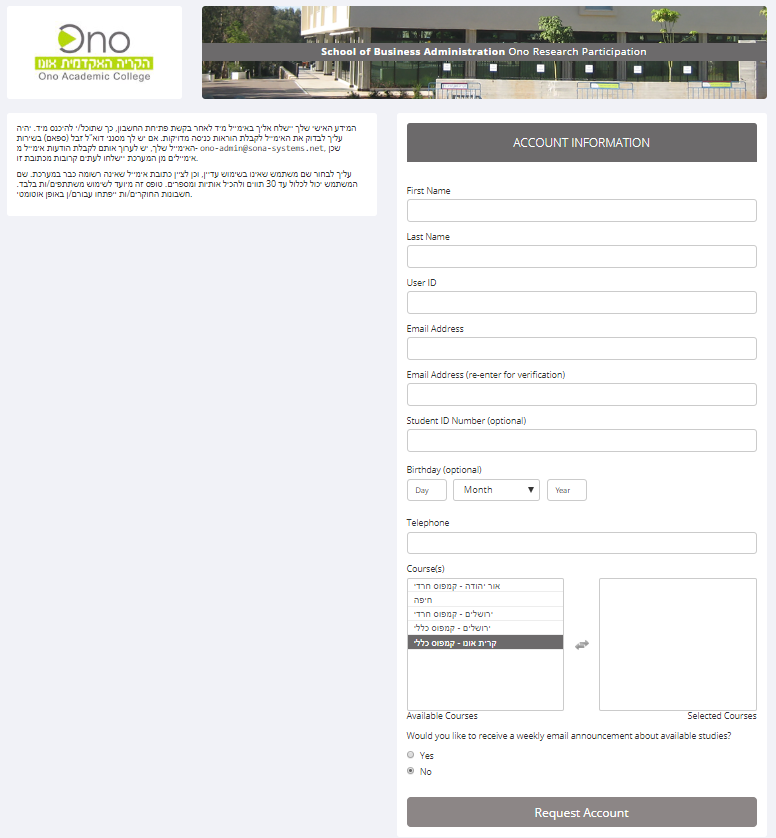 Ono
הקריה האקדמית אונו
Ono Academic College
School of Business Administration Ono Research Participation
המידע האישי שלך יישלח אליך באימייל מיד לאחר בקשת פתיחת החשבון, כך שתוכל/י להיכנס מיד. יהיה
עליך לבדוק את האימייל לקבלת הוראות כניסה מדויקות. אם יש לך מסנני דוא"ל זבל (ספאם) בשירות
האימייל שלך, יש לערוך אותם לקבלת הודעות אימייל מ-ono-admin@sona-systems.net, שכן
אימיילים מן המערכת יישלחו לעתים קרובות מכתובת זו.
עליך לבחור שם משתמש שאינו בשימוש עדיין, וכן לציין כתובת אימייל שאינה רשומה כבר במערכת. שם
המשתמש יכול לכלול עד 30 תווים ולהכיל אותיות ומספרים. טופס זה מיועד לשימוש משתתפים/ות בלבד.
חשבונות החוקרים/ות ייפתחו עבורם/ן באופן אוטומטי.
ACCOUNT INFORMATION
First Name
Last Name
User ID
Email Address
Email Address (re-enter for verification)
Student ID Number (optional)
Birthday (optional)
Day Month Year
Telephone
Course(s)
אור יהודה - קמפוס חרדי
חיפה
ירושלים - קמפוס חרדי
ירושלים - קמפוס כללי
קרית אונו - קמפוס כללי
Available Courses Selected Courses
Would you like to receive a weekly email announcement about available studies?
Yes
No
Request Account